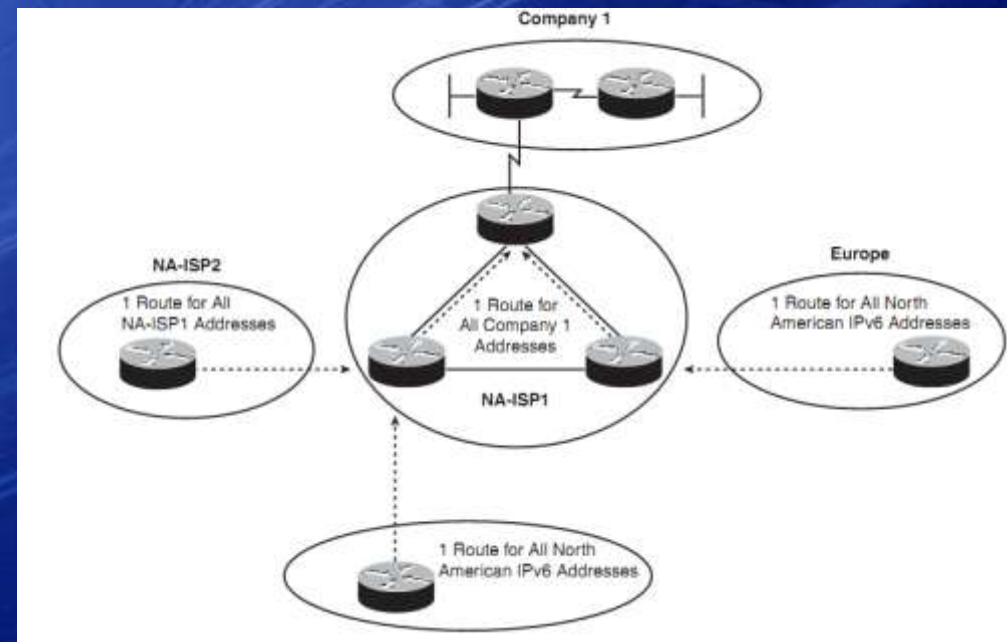 Company 1
NA-ISP2
1 Route for All
NA-ISP1 Addresses
1 Route for
All Company 1
Addresses
NA-ISP1
Europe
1 Route for All North
American IPv6 Addresses
1 Route for All North
American IPv6 Addresses